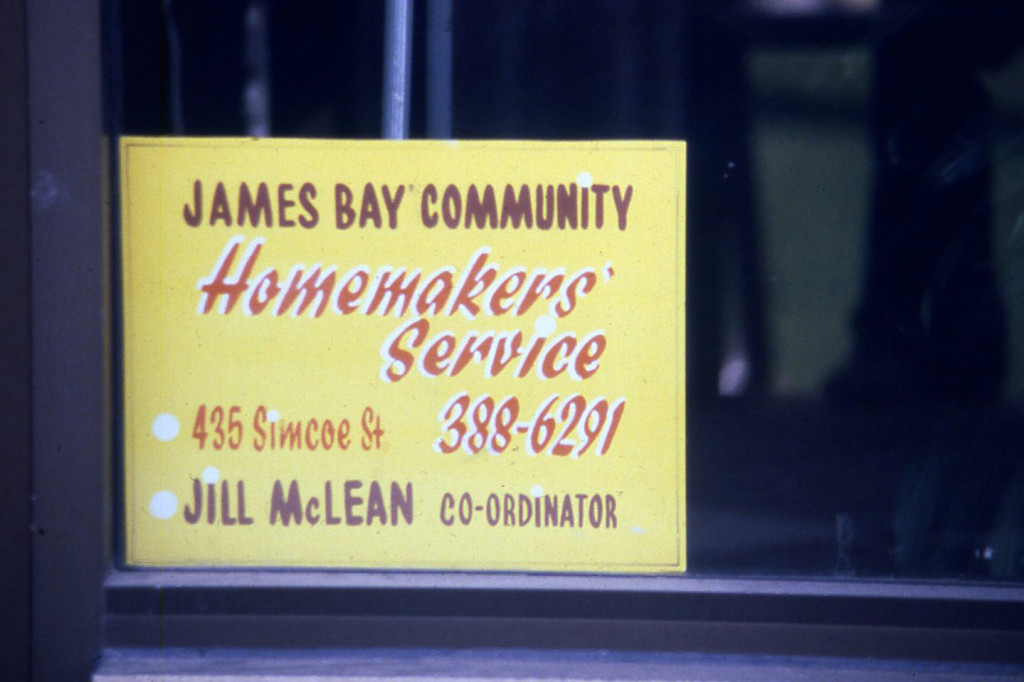 JAMES BAY COMMUNITY
Homemakers'
Service
435 Simcoe St 388-6291
JILL McLEAN CO-ORDINATOR